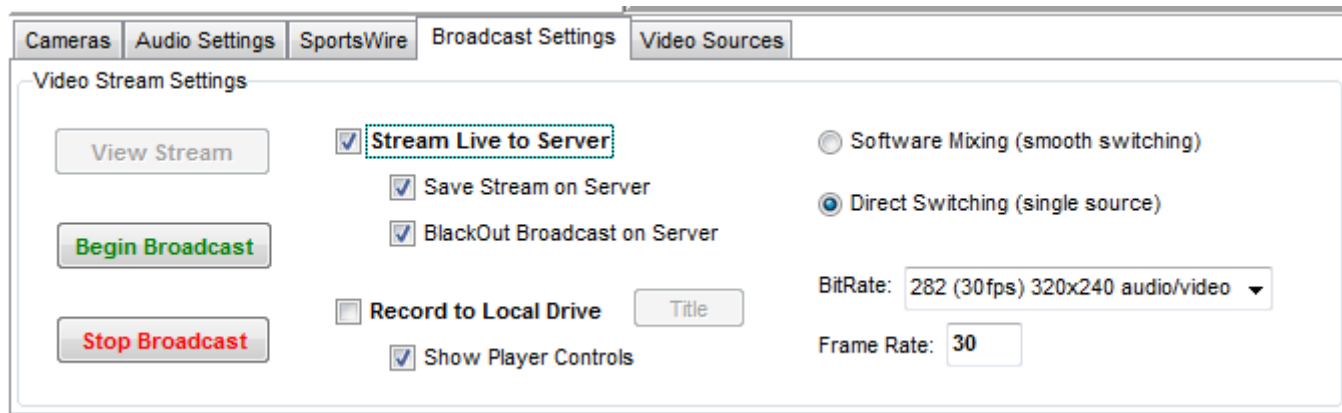 Cameras
Audio Settings
SportsWire
Broadcast Settings
Video Sources
Video Stream Settings
View Stream
Begin Broadcast
Stop Broadcast
Stream Live to Server
Save Stream on Server
BlackOut Broadcast on Server
Record to Local Drive
Title
Show Player Controls
Software Mixing (smooth switching)
Direct Switching (single source)
BitRate: 282 (30fps) 320x240 audio/video
Frame Rate: 30